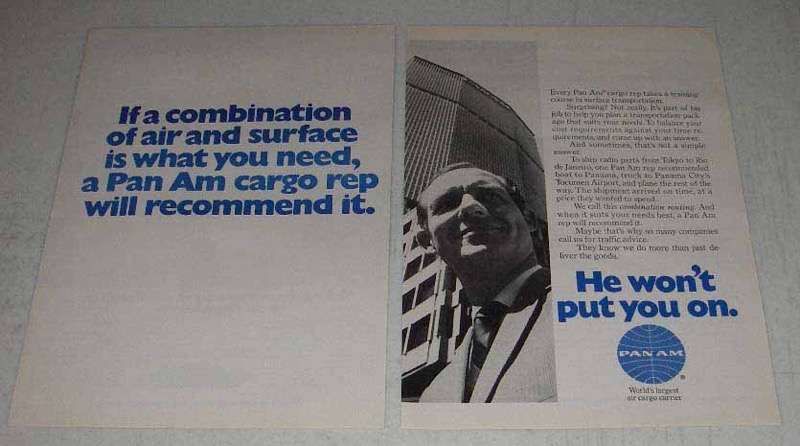 If a combination
of air and surface
is what you need,
a Pan Am cargo rep
will recommend it.
Every Pan Am® cargo rep takes a training
course in surface transportation.
Surprising? Not really. It's part of his
job to help you plan a transportation pack-
age that suits your needs. To balance your
cost requirements against your time re-
quirements, and come up with an answer.
And sometimes, that's not a simple
answer.
To ship radio parts from Tokyo to Rio
de Janeiro, one Pan Am rep recommended
boat to Panama, truck to Panama City's
Tocumen Airport, and plane the rest of the
way. The shipment arrived on time, at a
price they wanted to spend.
We call this combination routing. And
when it suits your needs best, a Pan Am
rep will recommend it.
Maybe that's why so many companies
call us for traffic advice.
They know we do more than just de-
liver the goods.
He won't
put you on.
PAN AM
®
World's largest
air cargo carrier